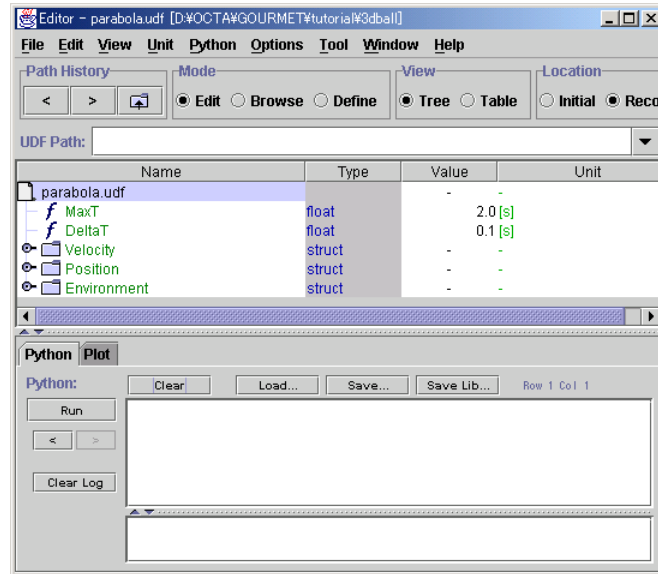 Editor - parabola.udf [D:¥OCTA¥GOURMET¥tutorial¥3dball]
File Edit View Unit Python Options Tool Window Help
Path History Mode View Location
< > Edit Browse Define Tree Table Initial Reco
UDF Path:
Name Type Value Unit
parabola.udf - -
f MaxT float 2.0 [s]
f DeltaT float 0.1 [s]
Velocity struct - -
Position struct - -
Environment struct - -
Python Plot
Python: Clear Load... Save... Save Lib... Row 1 Col 1
Run
< >
Clear Log